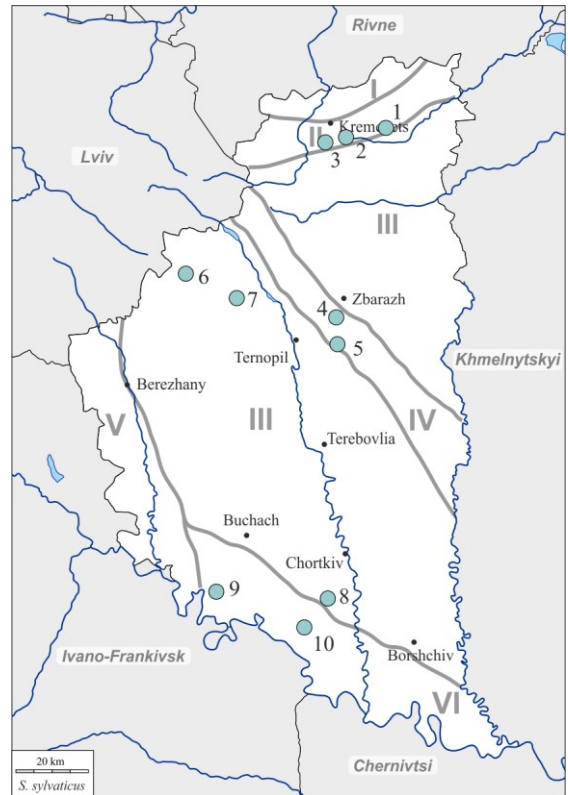 Rivne
I
1
Kremenets
II
2
3
Lviv
III
6
7
Zbarazh
4
5
Ternopil
Khmelnytskyi
Berezhany
V
III
IV
Terebovlia
Buchach
Chortkiv
9
8
10
Ivano-Frankivsk
Borshchiv
VI
20 km
S. sylvaticus
Chernivtsi